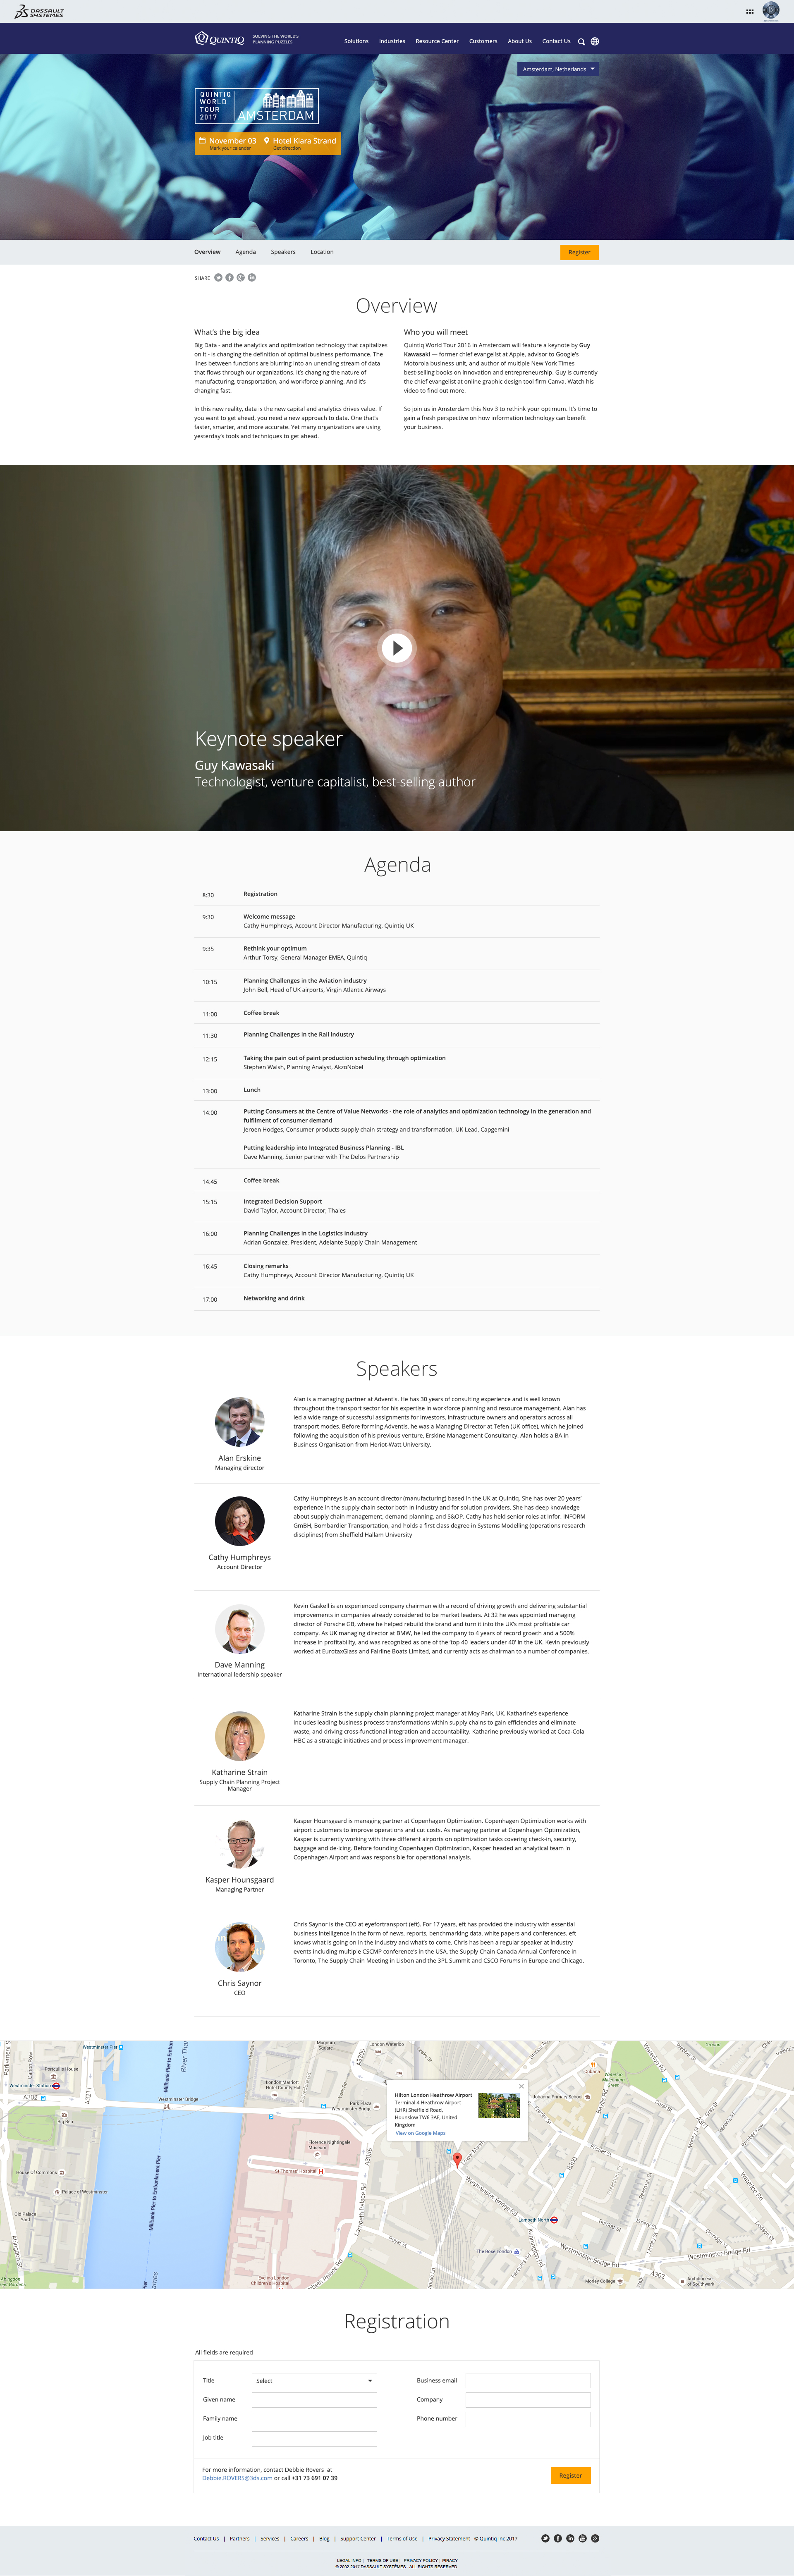 DASSAULT
SYSTEMES
QUINTIQ
SOLVING THE WORLD'S
PLANNING PUZZLES
Solutions Industries Resource Center Customers About Us Contact Us
Amsterdam, Netherlands
QUINTIQ
WORLD
TOUR
2017
AMSTERDAM
November 03 Hotel Klara Strand
Mark your calendar Get direction
Overview Agenda Speakers Location
Register
SHARE
Overview
What's the big idea
Big Data - and the analytics and optimization technology that capitalizes
on it - is changing the definition of optimal business performance. The
lines between functions are blurring into an unending stream of data
that flows through our organizations. It's changing the nature of
manufacturing, transportation, and workforce planning. And it's
changing fast.
In this new reality, data is the new capital and analytics drives value. If
you want to get ahead, you need a new approach to data. One that's
faster, smarter, and more accurate. Yet many organizations are using
yesterday's tools and techniques to get ahead.
Who you will meet
Quintiq World Tour 2016 in Amsterdam will feature a keynote by Guy
Kawasaki — former chief evangelist at Apple, advisor to Google's
Motorola business unit, and author of multiple New York Times
best-selling books on innovation and entrepreneurship. Guy is currently
the chief evangelist at online graphic design tool firm Canva. Watch his
video to find out more.
So join us in Amsterdam this Nov 3 to rethink your optimum. It's time to
gain a fresh perspective on how information technology can benefit
your business.
Keynote speaker
Guy Kawasaki
Technologist, venture capitalist, best-selling author
Agenda
8:30 Registration
9:30 Welcome message
Cathy Humphreys, Account Director Manufacturing, Quintiq UK
9:35 Rethink your optimum
Arthur Torsy, General Manager EMEA, Quintiq
10:15 Planning Challenges in the Aviation industry
John Bell, Head of UK airports, Virgin Atlantic Airways
11:00 Coffee break
11:30 Planning Challenges in the Rail industry
12:15 Taking the pain out of paint production scheduling through optimization
Stephen Walsh, Planning Analyst, AkzoNobel
13:00 Lunch
14:00 Putting Consumers at the Centre of Value Networks - the role of analytics and optimization technology in the generation and
fulfilment of consumer demand
Jeroen Hodges, Consumer products supply chain strategy and transformation, UK Lead, Capgemini
Putting leadership into Integrated Business Planning - IBL
Dave Manning, Senior partner with The Delos Partnership
14:45 Coffee break
15:15 Integrated Decision Support
David Taylor, Account Director, Thales
16:00 Planning Challenges in the Logistics industry
Adrian Gonzalez, President, Adelante Supply Chain Management
16:45 Closing remarks
Cathy Humphreys, Account Director Manufacturing, Quintiq UK
17:00 Networking and drink
Speakers
Alan Erskine
Managing director
Alan is a managing partner at Adventis. He has 30 years of consulting experience and is well known
throughout the transport sector for his expertise in workforce planning and resource management. Alan has
led a wide range of successful assignments for investors, infrastructure owners and operators across all
transport modes. Before forming Adventis, he was a Managing Director at Tefen (UK office), which he joined
following the acquisition of his previous venture, Erskine Management Consultancy. Alan holds a BA in
Business Organisation from Heriot-Watt University.
Cathy Humphreys
Account Director
Cathy Humphreys is an account director (manufacturing) based in the UK at Quintiq. She has over 20 years'
experience in the supply chain sector both in industry and for solution providers. She has deep knowledge
about supply chain management, demand planning, and S&OP. Cathy has held senior roles at Infor. INFORM
GmBH, Bombardier Transportation, and holds a first class degree in Systems Modelling (operations research
disciplines) from Sheffield Hallam University
Dave Manning
International ledership speaker
Kevin Gaskell is an experienced company chairman with a record of driving growth and delivering substantial
improvements in companies already considered to be market leaders. At 32 he was appointed managing
director of Porsche GB, where he helped rebuild the brand and turn it into the UK's most profitable car
company. As UK managing director at BMW, he led the company to 4 years of record growth and a 500%
increase in profitability, and was recognized as one of the 'top 40 leaders under 40' in the UK. Kevin previously
worked at EurotaxGlass and Fairline Boats Limited, and currently acts as chairman to a number of companies.
Katharine Strain
Supply Chain Planning Project
Manager
Katharine Strain is the supply chain planning project manager at Moy Park, UK. Katharine's experience
includes leading business process transformations within supply chains to gain efficiencies and eliminate
waste, and driving cross-functional integration and accountability. Katharine previously worked at Coca-Cola
HBC as a strategic initiatives and process improvement manager.
Kasper Hounsgaard
Managing Partner
Kasper Hounsgaard is managing partner at Copenhagen Optimization. Copenhagen Optimization works with
airport customers to improve operations and cut costs. As managing partner at Copenhagen Optimization,
Kasper is currently working with three different airports on optimization tasks covering check-in, security,
baggage and de-icing. Before founding Copenhagen Optimization, Kasper headed an analytical team in
Copenhagen Airport and was responsible for operational analysis.
Chris Saynor
CEO
Chris Saynor is the CEO at eyefortransport (eft). For 17 years, eft has provided the industry with essential
business intelligence in the form of news, reports, benchmarking data, white papers and conferences. eft
knows what is going on in the industry and what's to come. Chris has been a regular speaker at industry
events including multiple CSCMP conference's in the USA, the Supply Chain Canada Annual Conference in
Toronto, The Supply Chain Meeting in Lisbon and the 3PL Summit and CSCO Forums in Europe and Chicago.
Westminster Pier
Portcullis House
Westminster Station
A302
A3211
Big Ben
Westminster Bridge
House Of Commons
Palace of Westminster
Old Palace
Yard
Abingdon St
River Tha
Millbank Pier to Embankment Pier
London Marriott
Hotel County Hall
Park Plaza
Westminster Bridge
Florence Nightingale
Museum
St Thomas' Hospital
Evelina London
Children's Hospital
Lambeth Palace Rd
A3036
Royal St
London Waterloo
A3200
Leake St
Hilton London Heathrow Airport
Terminal 4 Heathrow Airport
(LHR) Sheffield Road,
Hounslow TW6 3AF, United
Kingdom
View on Google Maps
Cubana
Johanna Primary School
Waterloo
Millennium
Green
Lambeth North
The Rose London
Kennington Rd
Hercules Rd
Westminster Bridge Rd
Morley College
A302
Waterloo Rd
Archdiocese
of Southwark
Registration
All fields are required
Title Select
Given name
Family name
Job title
Business email
Company
Phone number
For more information, contact Debbie Rovers at
Debbie.ROVERS@3ds.com or call +31 73 691 07 39
Register
Contact Us | Partners | Services | Careers | Blog | Support Center | Terms of Use | Privacy Statement © Quintiq Inc 2017
LEGAL INFO | TERMS OF USE | PRIVACY POLICY | PIRACY
© 2002-2017 DASSAULT SYSTÈMES - ALL RIGHTS RESERVED